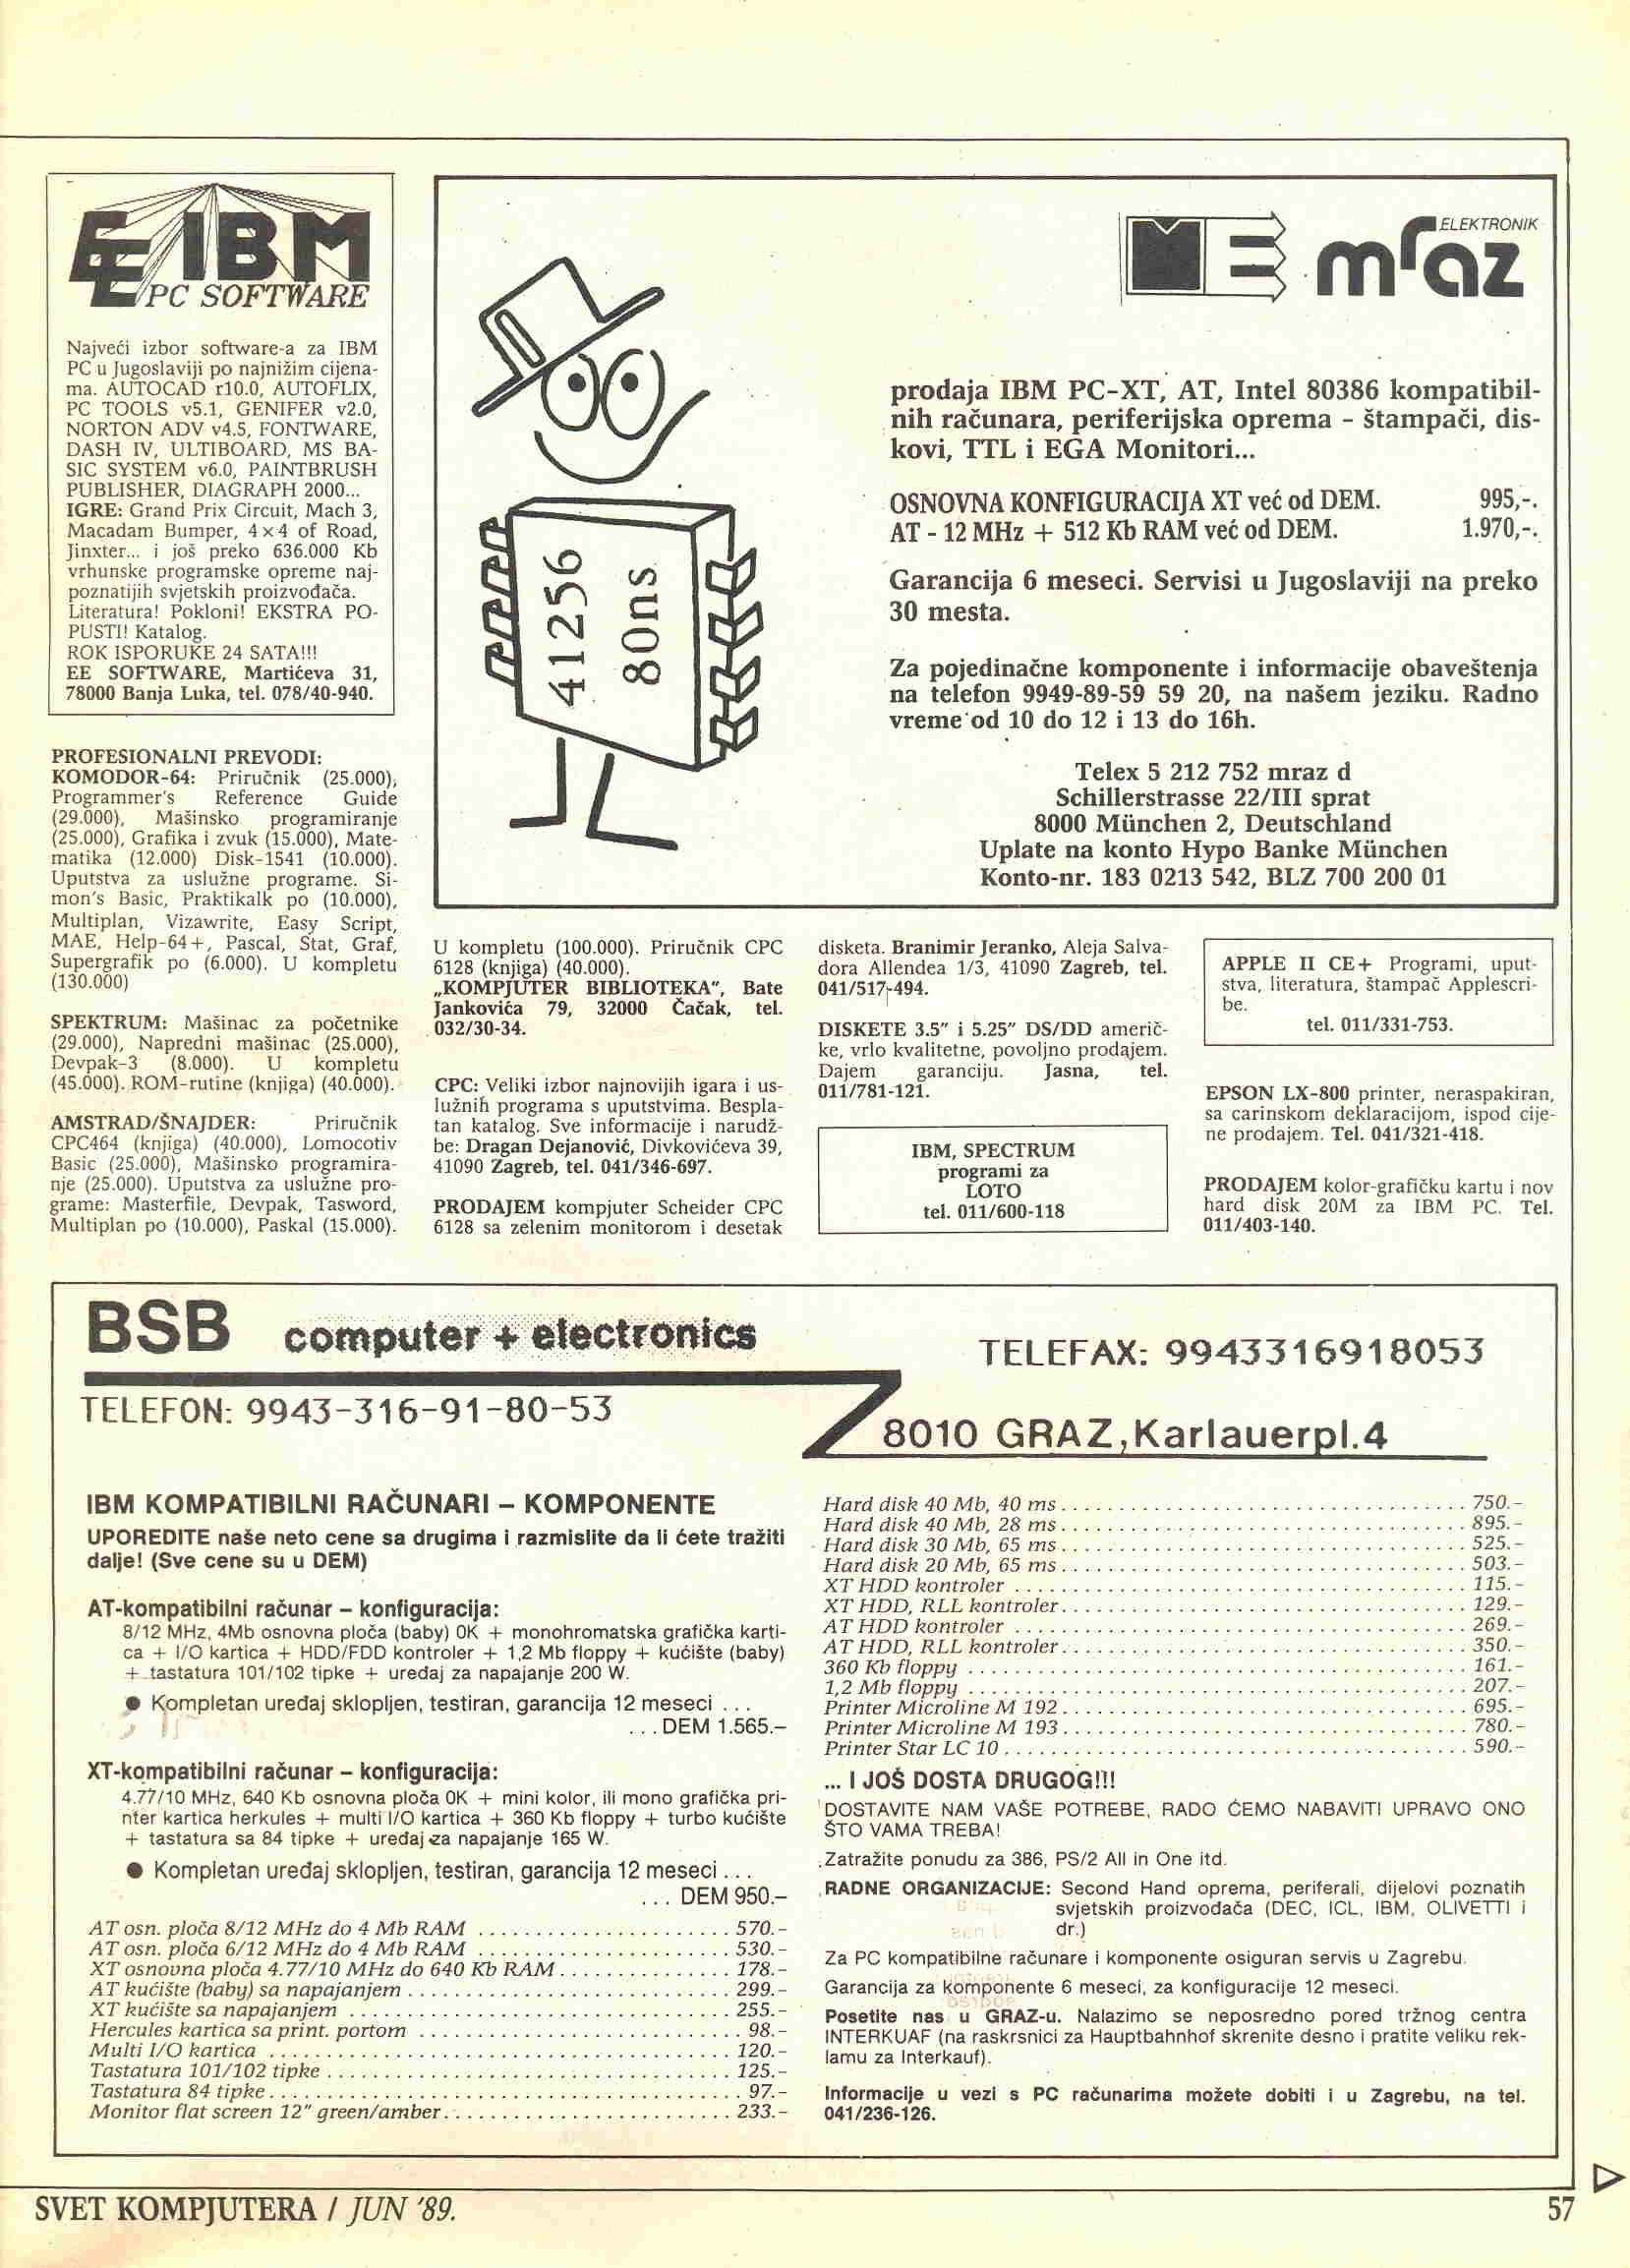 EE IBM
PC SOFTWARE
Najveći izbor software-a za IBM
PC u Jugoslaviji po najnižim cijena-
ma. AUTOCAD r10.0, AUTOFLIX,
PC TOOLS v5.1, GENIFER v2.0,
NORTON ADV v4.5, FONTWARE,
DASH IV, ULTIBOARD, MS BA-
SIC SYSTEM v6.0, PAINTBRUSH
PUBLISHER, DIAGRAPH 2000...
IGRE: Grand Prix Circuit, Mach 3,
Macadam Bumper, 4×4 of Road,
Jinxter... i još preko 636.000 Kb
vrhunske programske opreme naj-
poznatijih svjetskih proizvođača.
Literatura! Pokloni! EKSTRA PO-
PUSTI! Katalog.
ROK ISPORUKE 24 SATA!!!
EE SOFTWARE, Martićeva 31,
78000 Banja Luka, tel. 078/40-940.
41256
80ns
ME ELEKTRONIK
mraz
prodaja IBM PC-XT, AT, Intel 80386 kompatibil-
nih računara, periferijska oprema - štampači, dis-
kovi, TTL i EGA Monitori...
OSNOVNA KONFIGURACIJA XT već od DEM. 995,-.
AT - 12 MHz + 512 Kb RAM već od DEM. 1.970,-.
Garancija 6 meseci. Servisi u Jugoslaviji na preko
30 mesta.
Za pojedinačne komponente i informacije obaveštenja
na telefon 9949-89-59 59 20, na našem jeziku. Radno
vreme od 10 do 12 i 13 do 16h.
Telex 5 212 752 mraz d
Schillerstrasse 22/III sprat
8000 München 2, Deutschland
Uplate na konto Hypo Banke München
Konto-nr. 183 0213 542, BLZ 700 200 01
PROFESIONALNI PREVODI:
KOMODOR-64: Priručnik (25.000),
Programmer's Reference Guide
(29.000), Mašinsko programiranje
(25.000), Grafika i zvuk (15.000), Mate-
matika (12.000) Disk-1541 (10.000).
Uputstva za uslužne programe. Si-
mon's Basic, Praktikalk po (10.000),
Multiplan, Vizawrite, Easy Script,
MAE, Help-64+, Pascal, Stat, Graf,
Supergrafik po (6.000). U kompletu
(130.000)
SPEKTRUM: Mašinac za početnike
(29.000), Napredni mašinac (25.000),
Devpak-3 (8.000). U kompletu
(45.000). ROM-rutine (knjiga) (40.000).
AMSTRAD/ŠNAJDER: Priručnik
CPC464 (knjiga) (40.000), Lomocotiv
Basic (25.000), Mašinsko programira-
nje (25.000). Uputstva za uslužne pro-
grame: Masterfile, Devpak, Tasword,
Multiplan po (10.000), Paskal (15.000).
U kompletu (100.000). Priručnik CPC
6128 (knjiga) (40.000).
„KOMPJUTER BIBLIOTEKA", Bate
Jankovića 79, 32000 Čačak, tel.
032/30-34.
CPC: Veliki izbor najnovijih igara i us-
lužnih programa s uputstvima. Bespla-
tan katalog. Sve informacije i narudž-
be: Dragan Dejanović, Divkovićeva 39,
41090 Zagreb, tel. 041/346-697.
PRODAJEM kompjuter Scheider CPC
6128 sa zelenim monitorom i desetak
disketa. Branimir Jeranko, Aleja Salva-
dora Allendea 1/3, 41090 Zagreb, tel.
041/517-494.
DISKETE 3.5" i 5.25" DS/DD americ̆-
ke, vrlo kvalitetne, povoljno prodajem.
Dajem garanciju. Jasna, tel.
011/781-121.
IBM, SPECTRUM
programi za
LOTO
tel. 011/600-118
APPLE II CE+ Programi, uput-
stva, literatura, štampač Applescri-
be.
tel. 011/331-753.
EPSON LX-800 printer, neraspakiran,
sa carinskom deklaracijom, ispod cije-
ne prodajem. Tel. 041/321-418.
PRODAJEM kolor-grafičku kartu i nov
hard disk 20M za IBM PC. Tel.
011/403-140.
BSB computer + electronics
TELEFON: 9943-316-91-80-53
TELEFAX: 9943316918053
8010 GRAZ, Karlauerpl.4
IBM KOMPATIBILNI RAČUNARI – KOMPONENTE
UPOREDITE naše neto cene sa drugima i razmislite da li ćete tražiti
dalje! (Sve cene su u DEM)
AT-kompatibilni računar – konfiguracija:
8/12 MHz, 4Mb osnovna ploča (baby) 0K + monohromatska grafička karti-
ca + I/O kartica + HDD/FDD kontroler + 1,2 Mb floppy + kućište (baby)
+ tastatura 101/102 tipke + uređaj za napajanje 200 W.
● Kompletan uređaj sklopljen, testiran, garancija 12 meseci ...
... DEM 1.565.–
XT-kompatibilni računar – konfiguracija:
4.77/10 MHz, 640 Kb osnovna ploča 0K + mini kolor, ili mono grafička pri-
nter kartica herkules + multi I/O kartica + 360 Kb floppy + turbo kućište
+ tastatura sa 84 tipke + uređaj za napajanje 165 W.
● Kompletan uređaj sklopljen, testiran, garancija 12 meseci ...
... DEM 950.–
AT osn. ploča 8/12 MHz do 4 Mb RAM ... 570.–
AT osn. ploča 6/12 MHz do 4 Mb RAM ... 530.–
XT osnovna ploča 4.77/10 MHz do 640 Kb RAM ... 178.–
AT kućište (baby) sa napajanjem ... 299.–
XT kućište sa napajanjem ... 255.–
Hercules kartica sa print. portom ... 98.–
Multi I/O kartica ... 120.–
Tastatura 101/102 tipke ... 125.–
Tastatura 84 tipke ... 97.–
Monitor flat screen 12" green/amber ... 233.–
Hard disk 40 Mb, 40 ms ... 750.–
Hard disk 40 Mb, 28 ms ... 895.–
Hard disk 30 Mb, 65 ms ... 525.–
Hard disk 20 Mb, 65 ms ... 503.–
XT HDD kontroler ... 115.–
XT HDD, RLL kontroler ... 129.–
AT HDD kontroler ... 269.–
AT HDD, RLL kontroler ... 350.–
360 Kb floppy ... 161.–
1,2 Mb floppy ... 207.–
Printer Microline M 192 ... 695.–
Printer Microline M 193 ... 780.–
Printer Star LC 10 ... 590.–
... I JOŠ DOSTA DRUGOG!!!
DOSTAVITE NAM VAŠE POTREBE, RADO ĆEMO NABAVITI UPRAVO ONO
ŠTO VAMA TREBA!
Zatražite ponudu za 386, PS/2 All in One itd.
RADNE ORGANIZACIJE: Second Hand oprema, periferali, dijelovi poznatih
svjetskih proizvođača (DEC, ICL, IBM, OLIVETTI i
dr.)
Za PC kompatibilne računare i komponente osiguran servis u Zagrebu.
Garancija za komponente 6 meseci, za konfiguracije 12 meseci.
Posetite nas u GRAZ-u. Nalazimo se neposredno pored tržnog centra
INTERKUAF (na raskrsnici za Hauptbahnhof skrenite desno i pratite veliku rek-
lamu za Interkauf).
Informacije u vezi s PC računarima možete dobiti i u Zagrebu, na tel.
041/236-126.
SVET KOMPJUTERA / JUN '89.
57